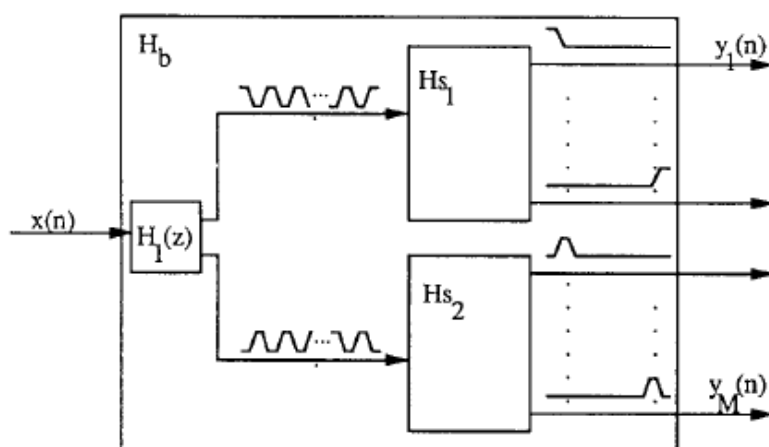 H_b
Hs_1
y_1(n)
x(n)
H_1(z)
Hs_2
y_M(n)